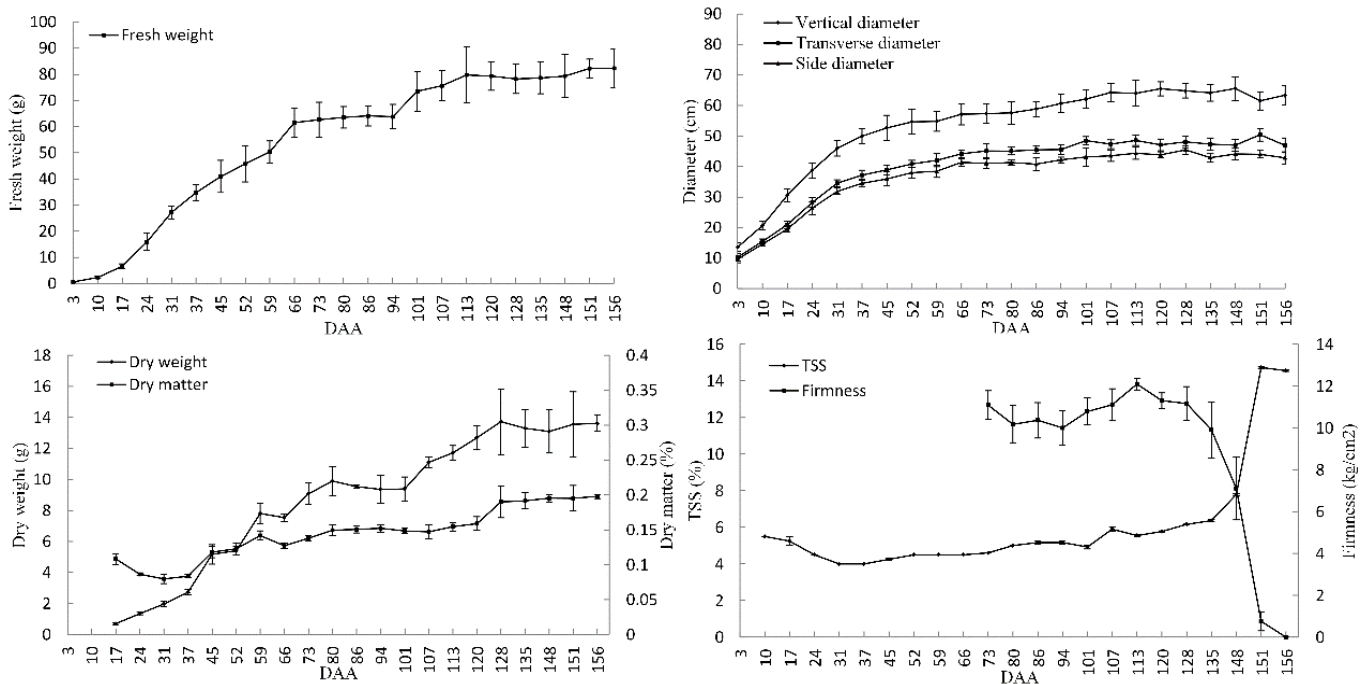 Fresh weight
Fresh weight (g)
100
90
80
70
60
50
40
30
20
10
0
3 10 17 24 31 37 45 52 59 66 73 80 86 94 101 113 120 128 135 148 151 156
DAA
Vertical diameter
Transverse diameter
Side diameter
Diameter (cm)
90
80
70
60
50
40
30
20
10
0
3 10 17 24 31 37 45 52 59 66 73 80 86 94 101 107 113 120 128 135 148 151 156
DAA
Dry weight
Dry matter
Dry weight (g)
18
16
14
12
10
8
6
4
2
0
0.4
0.35
0.3
0.25
0.2
0.15
0.1
0.05
0
Dry matter (%)
3 10 17 24 31 37 45 52 59 66 73 80 86 94 101 107 113 120 128 135 148 151 156
DAA
TSS
Firmness
TSS (%)
16
14
12
10
8
6
4
2
0
14
12
10
8
6
4
2
0
Firmness (kg/cm2)
3 10 17 24 31 37 45 52 59 66 73 80 86 94 101 107 113 120 128 135 148 151 156
DAA